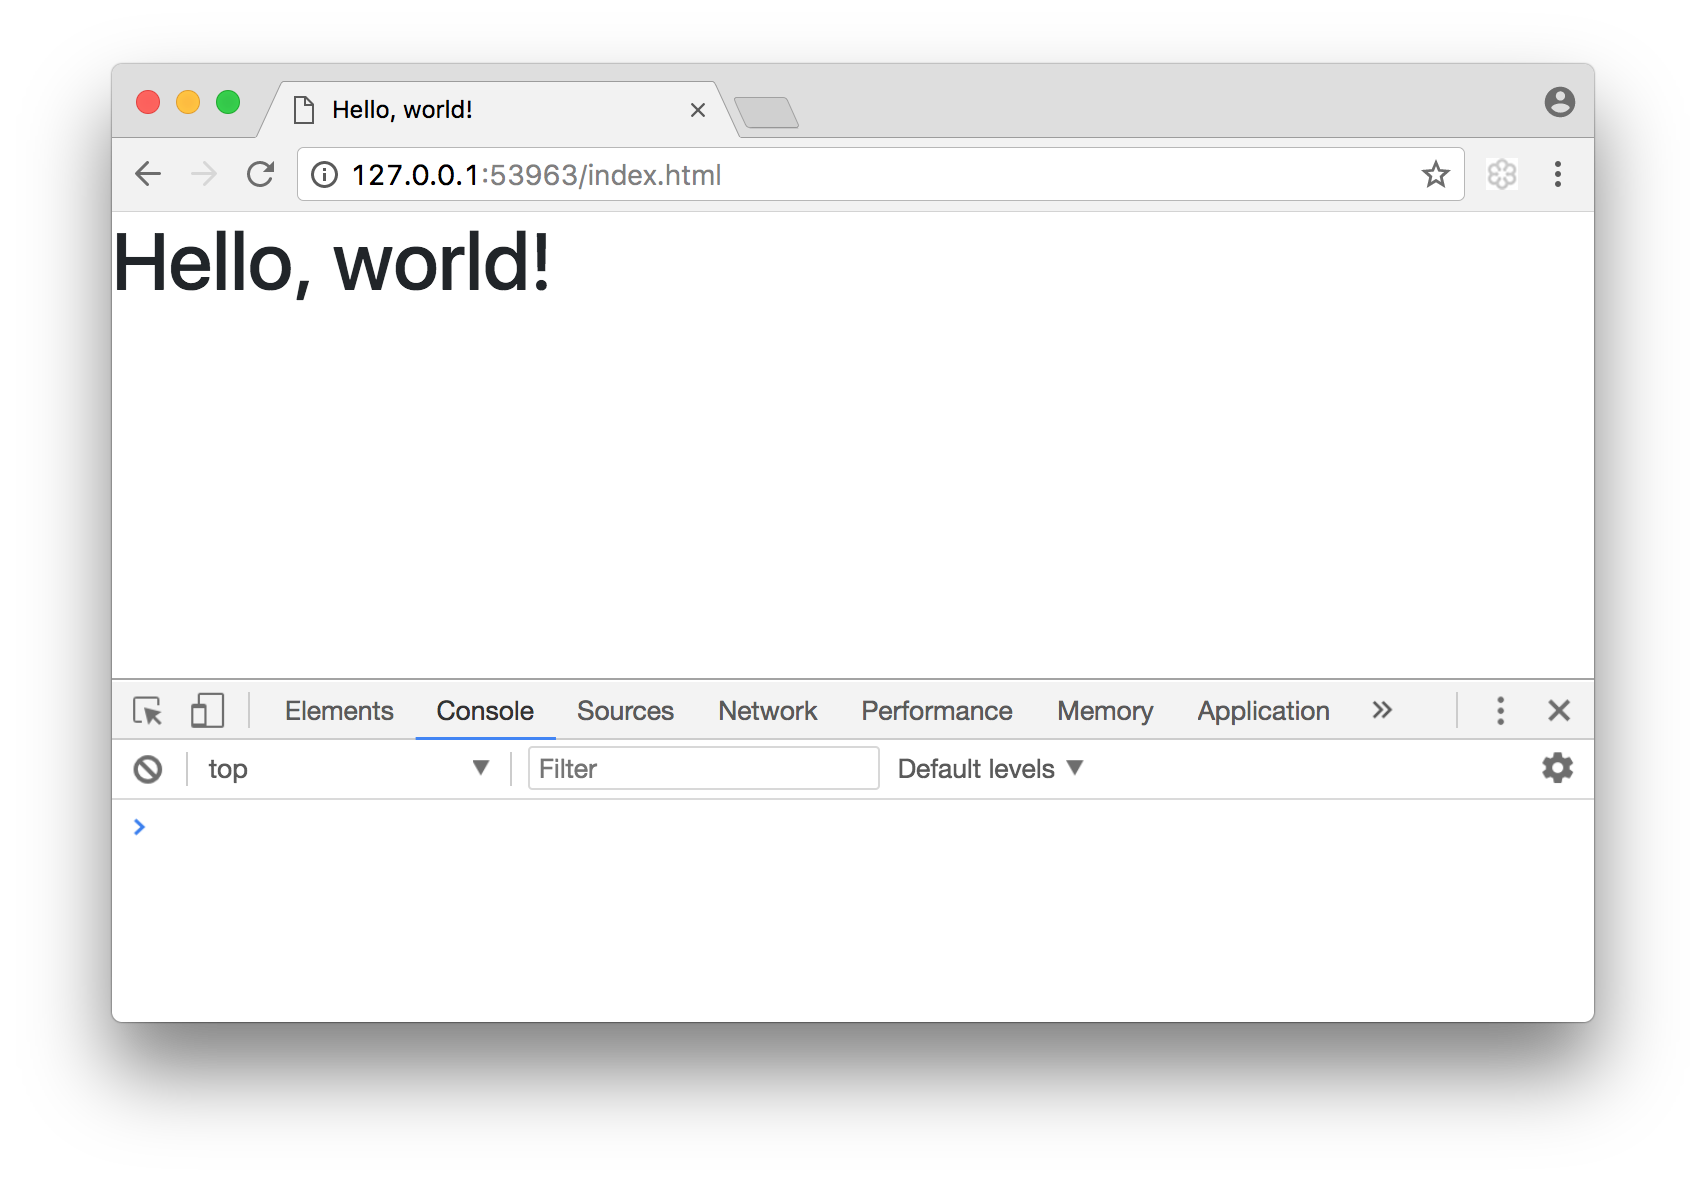 Hello, world!
127.0.0.1:53963/index.html
Hello, world!
Elements Console Sources Network Performance Memory Application
top Filter Default levels